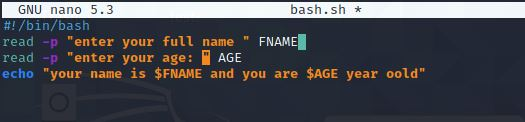 GNU nano 5.3 bash.sh *
#!/bin/bash
read -p "enter your full name " FNAME
read -p "enter your age: " AGE
echo "your name is $FNAME and you are $AGE year oold"